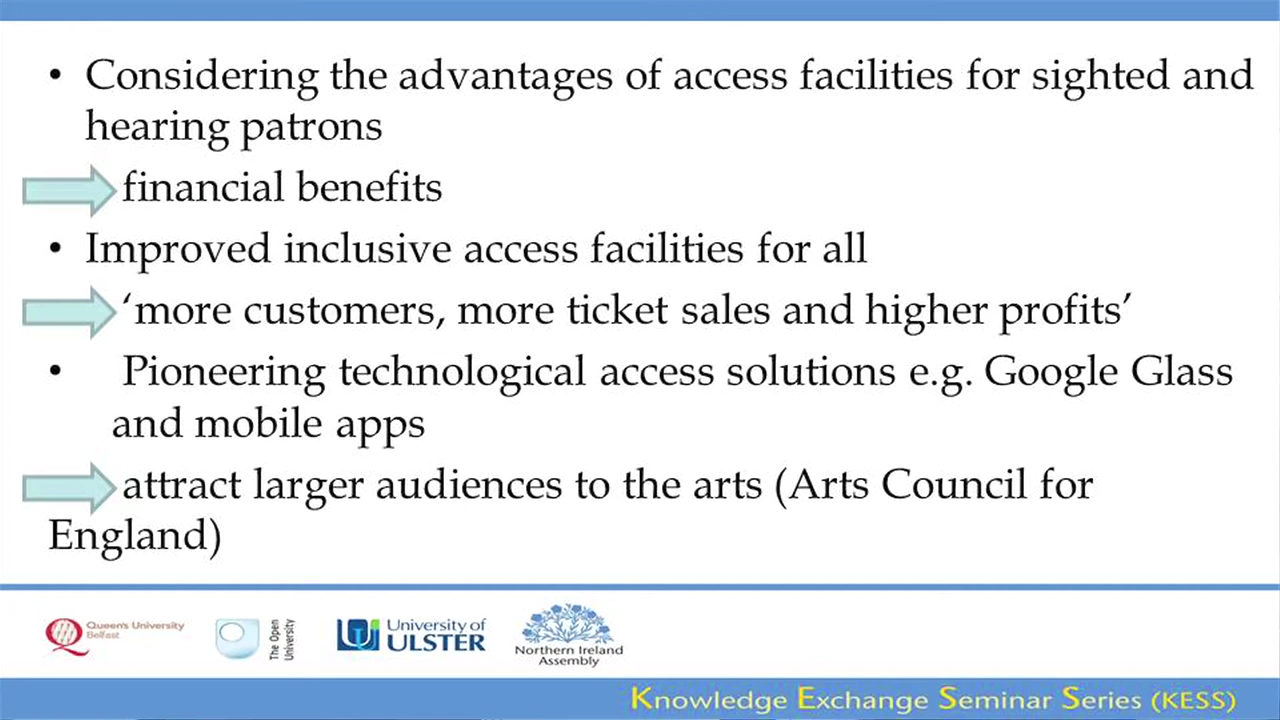 • Considering the advantages of access facilities for sighted and
hearing patrons
financial benefits
• Improved inclusive access facilities for all
‘more customers, more ticket sales and higher profits’
• Pioneering technological access solutions e.g. Google Glass
and mobile apps
attract larger audiences to the arts (Arts Council for
England)
Queen's University
Belfast
The Open
University
University of
ULSTER
Northern Ireland
Assembly
Knowledge Exchange Seminar Series (KESS)